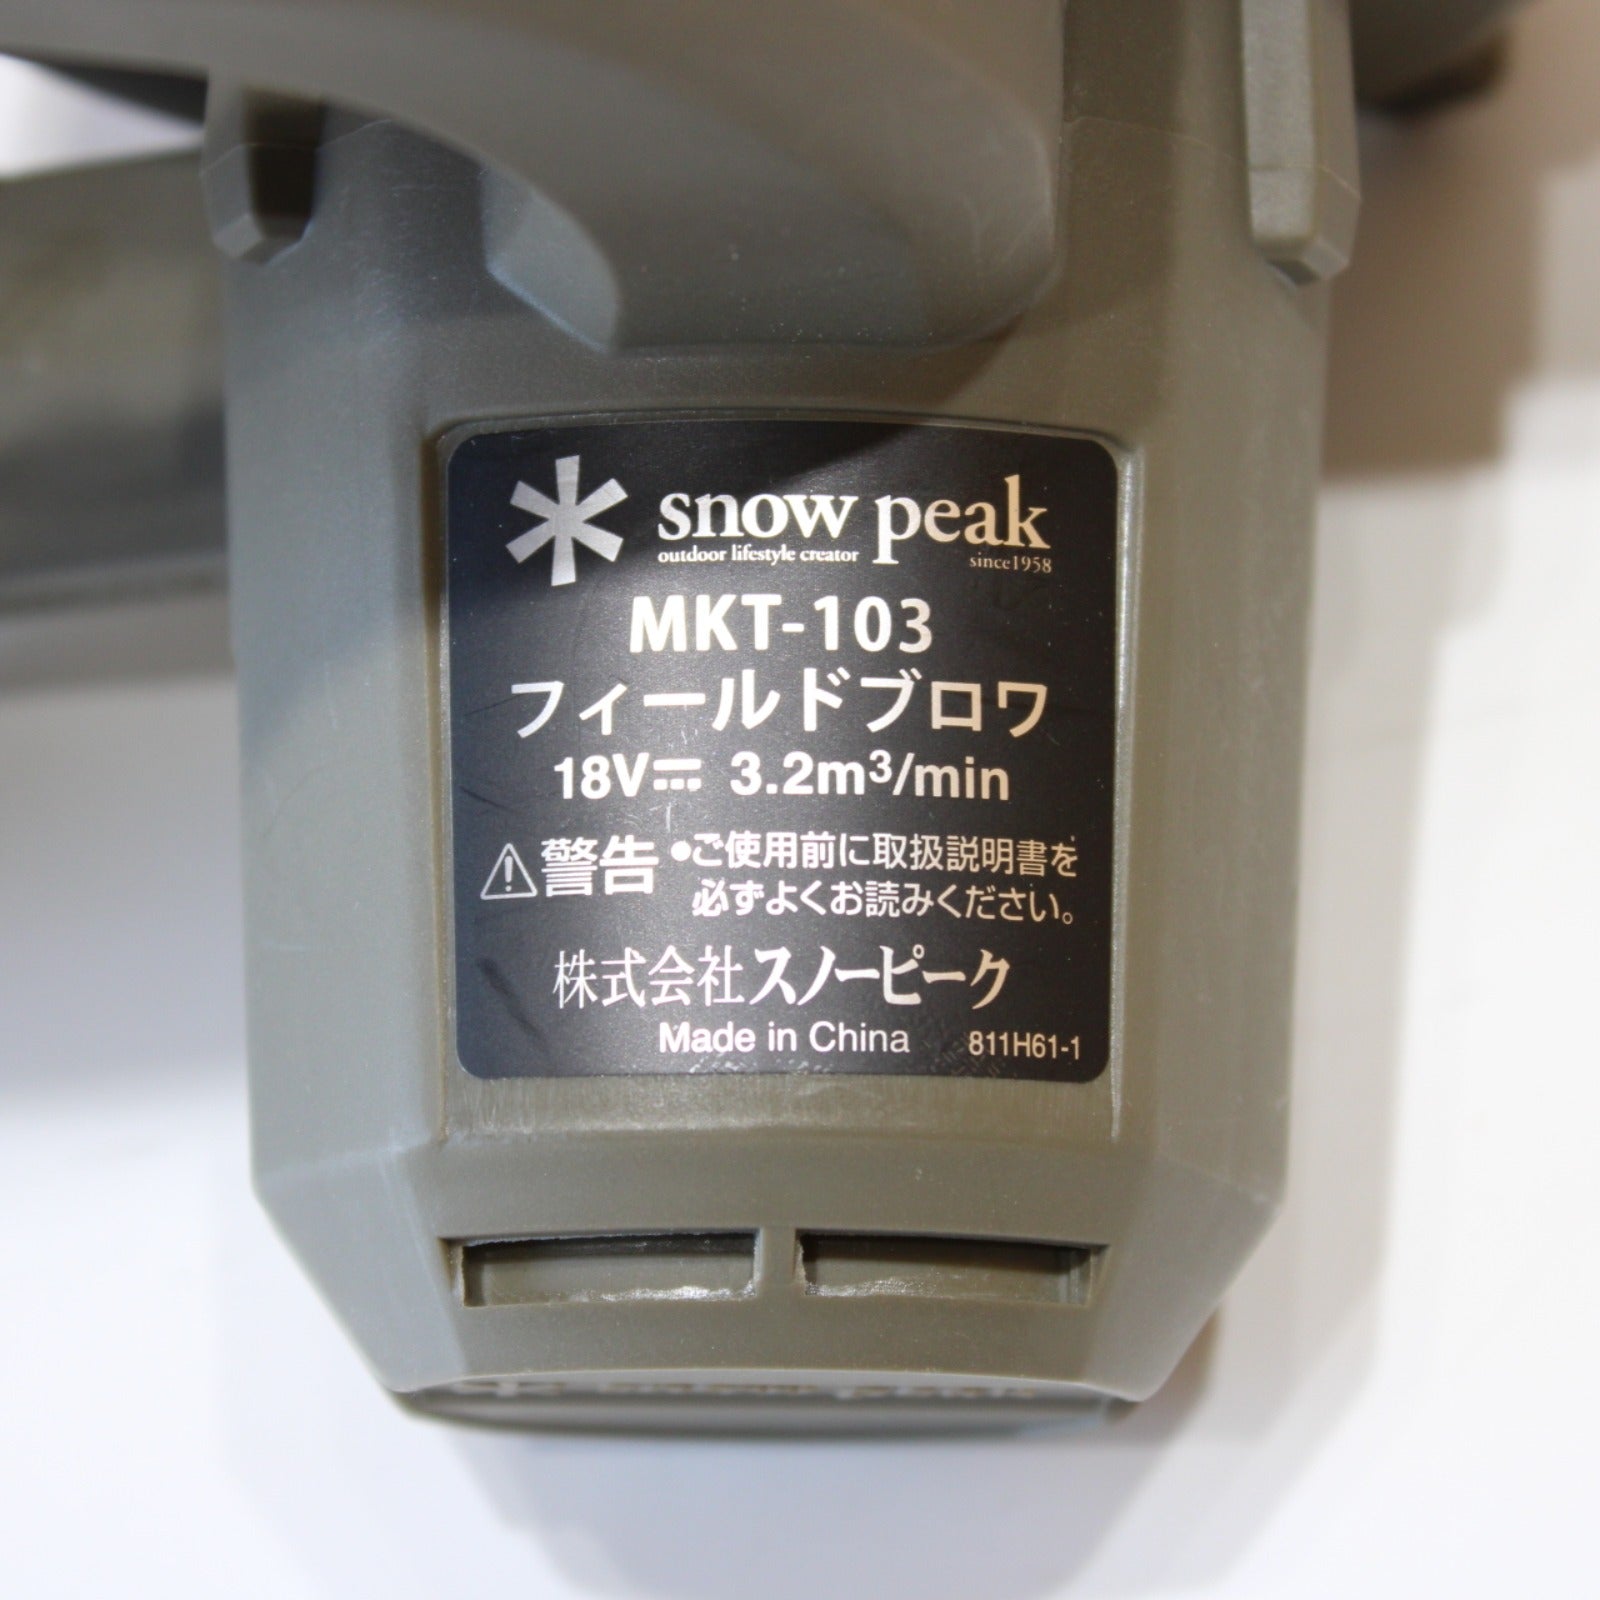 snow peak
outdoor lifestyle creator
since1958
MKT-103
フィールドブロワ
18V⎓ 3.2m³/min
⚠警告 •ご使用前に取扱説明書を
必ずよくお読みください。
株式会社スノーピーク
Made in China 811H61-1